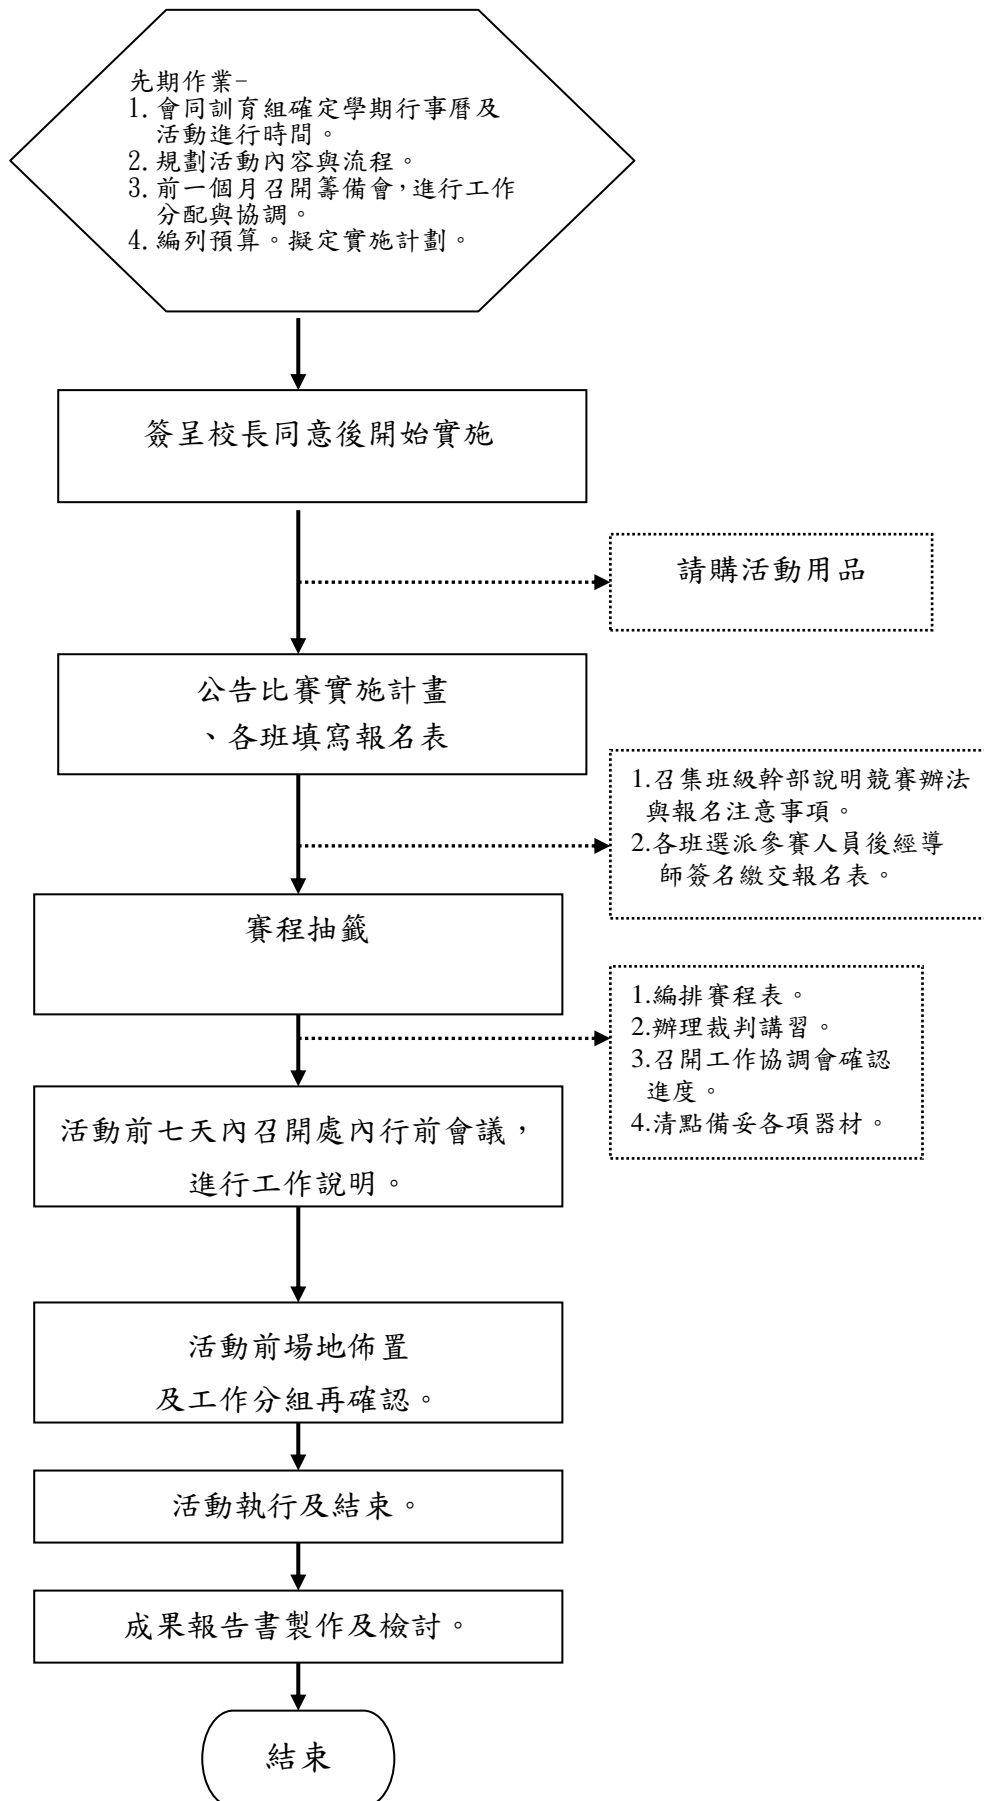 先期作業-
1.會同訓育組確定學期行事曆及
活動進行時間。
2.規劃活動內容與流程。
3.前一個月召開籌備會,進行工作
分配與協調。
4.編列預算。擬定實施計劃。
簽呈校長同意後開始實施
請購活動用品
公告比賽實施計畫
、各班填寫報名表
1.召集班級幹部說明競賽辦法
與報名注意事項。
2.各班選派參賽人員後經導
師簽名繳交報名表。
賽程抽籤
1.編排賽程表。
2.辦理裁判講習。
3.召開工作協調會確認
進度。
4.清點備妥各項器材。
活動前七天內召開處內行前會議,
進行工作說明。
活動前場地佈置
及工作分組再確認。
活動執行及結束。
成果報告書製作及檢討。
結束